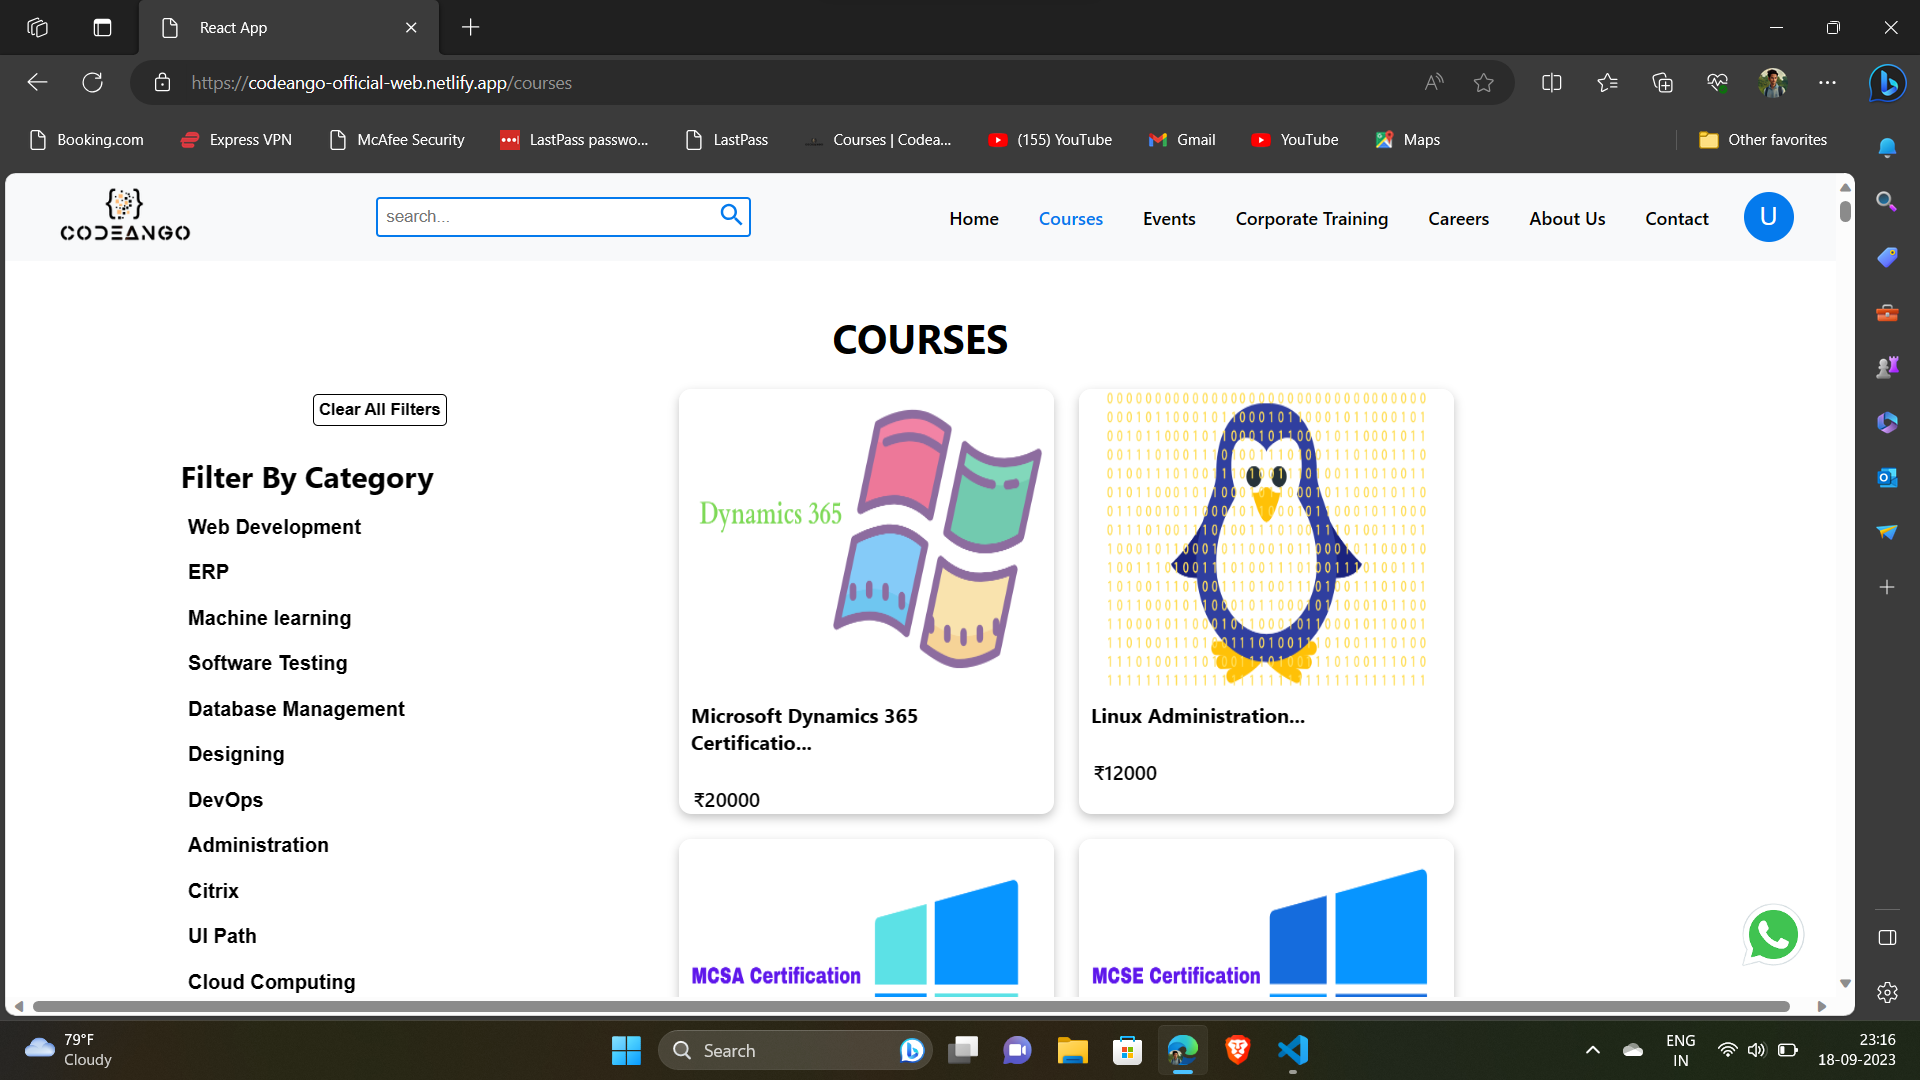 React App
https://codeango-official-web.netlify.app/courses
Booking.com
Express VPN
McAfee Security
LastPass passwo...
LastPass
Courses | Codea...
(155) YouTube
Gmail
YouTube
Maps
Other favorites
CODEANGO
search...
Home
Courses
Events
Corporate Training
Careers
About Us
Contact
U
COURSES
Clear All Filters
Filter By Category
Web Development
ERP
Machine learning
Software Testing
Database Management
Designing
DevOps
Administration
Citrix
UI Path
Cloud Computing
Dynamics 365
Microsoft Dynamics 365
Certificatio...
₹20000
Linux Administration...
₹12000
MCSA Certification
MCSE Certification
79°F
Cloudy
Search
ENG
IN
23:16
18-09-2023